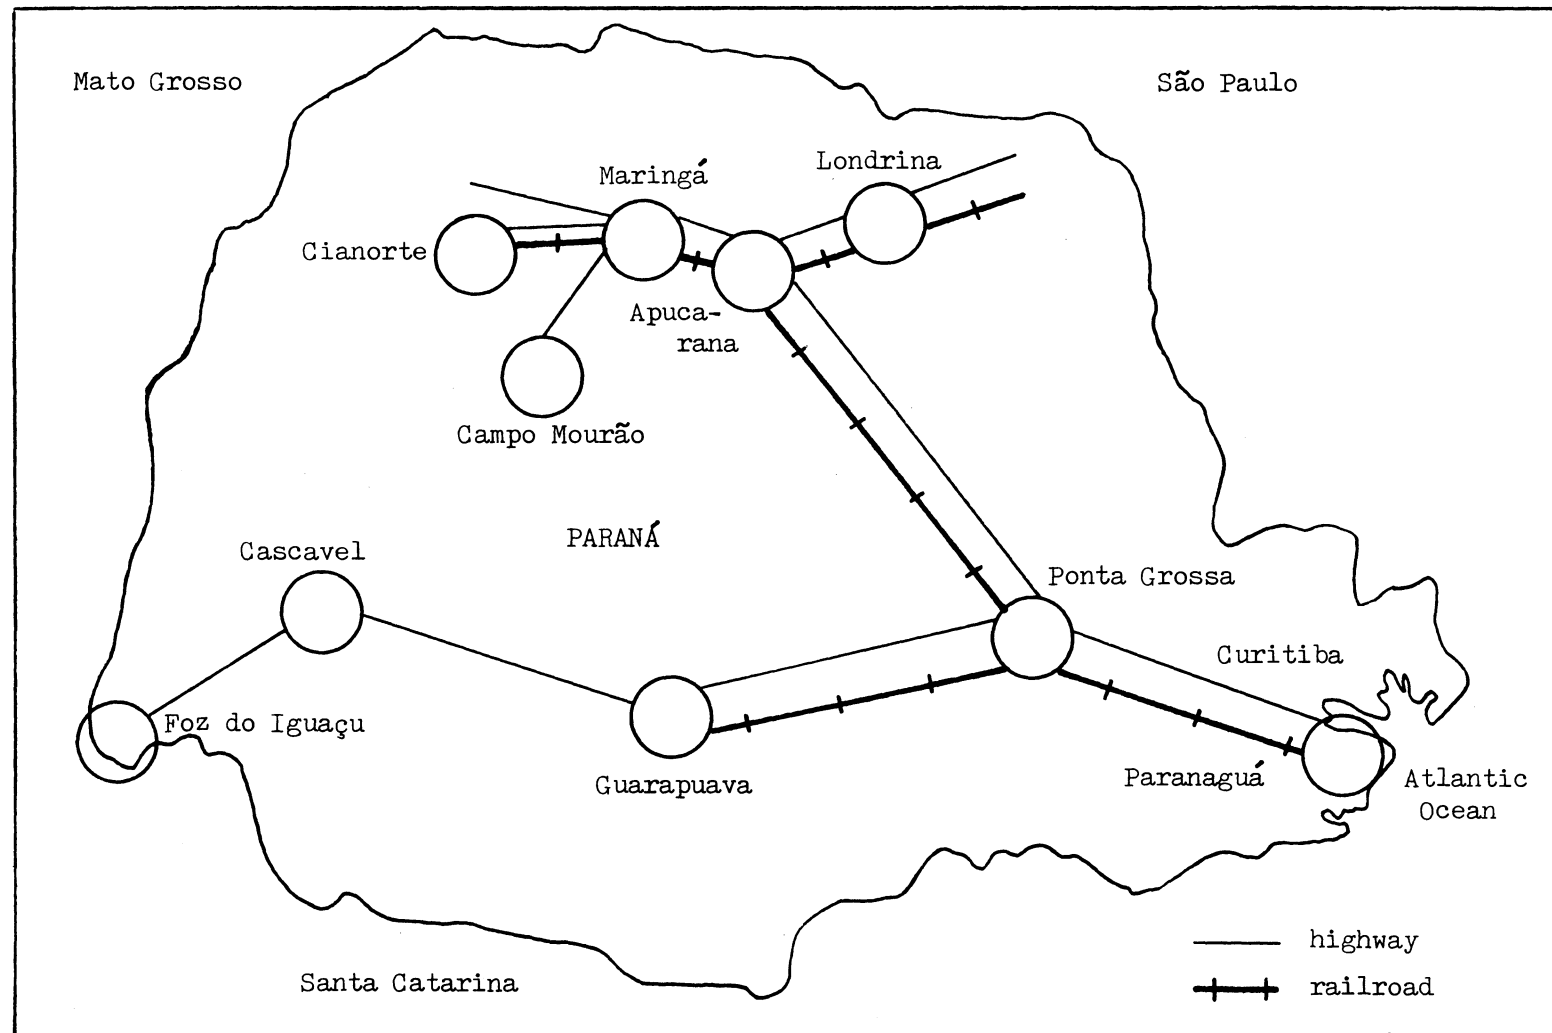 Mato Grosso
São Paulo
Londrina
Maringá
Cianorte
Apuca-
rana
Campo Mourão
PARANÁ
Cascavel
Ponta Grossa
Curitiba
Foz do Iguaçu
Guarapuava
Paranaguá
Atlantic
Ocean
highway
Santa Catarina
railroad